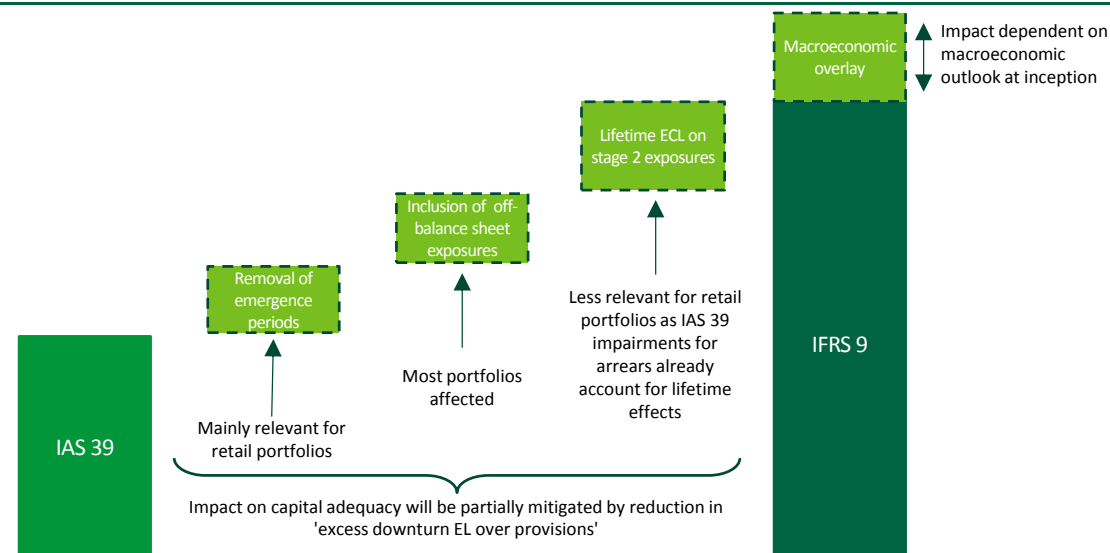 Macroeconomic
overlay
Impact dependent on
macroeconomic
outlook at inception
Lifetime ECL on
stage 2 exposures
Inclusion of off-
balance sheet
exposures
Removal of
emergence
periods
Less relevant for retail
portfolios as IAS 39
impairments for
arrears already
account for lifetime
effects
Most portfolios
affected
Mainly relevant for
retail portfolios
IAS 39
IFRS 9
Impact on capital adequacy will be partially mitigated by reduction in
'excess downturn EL over provisions'